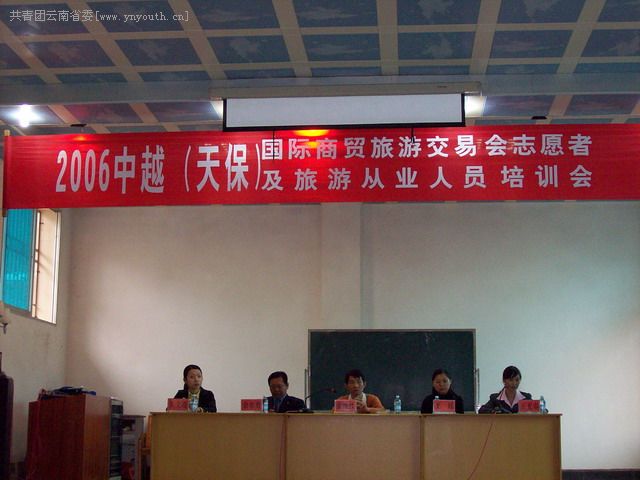 共青团云南省委[www.ynyouth.cn]
2006中越(天保)国际商贸旅游交易会志愿者
及旅游从业人员培训会